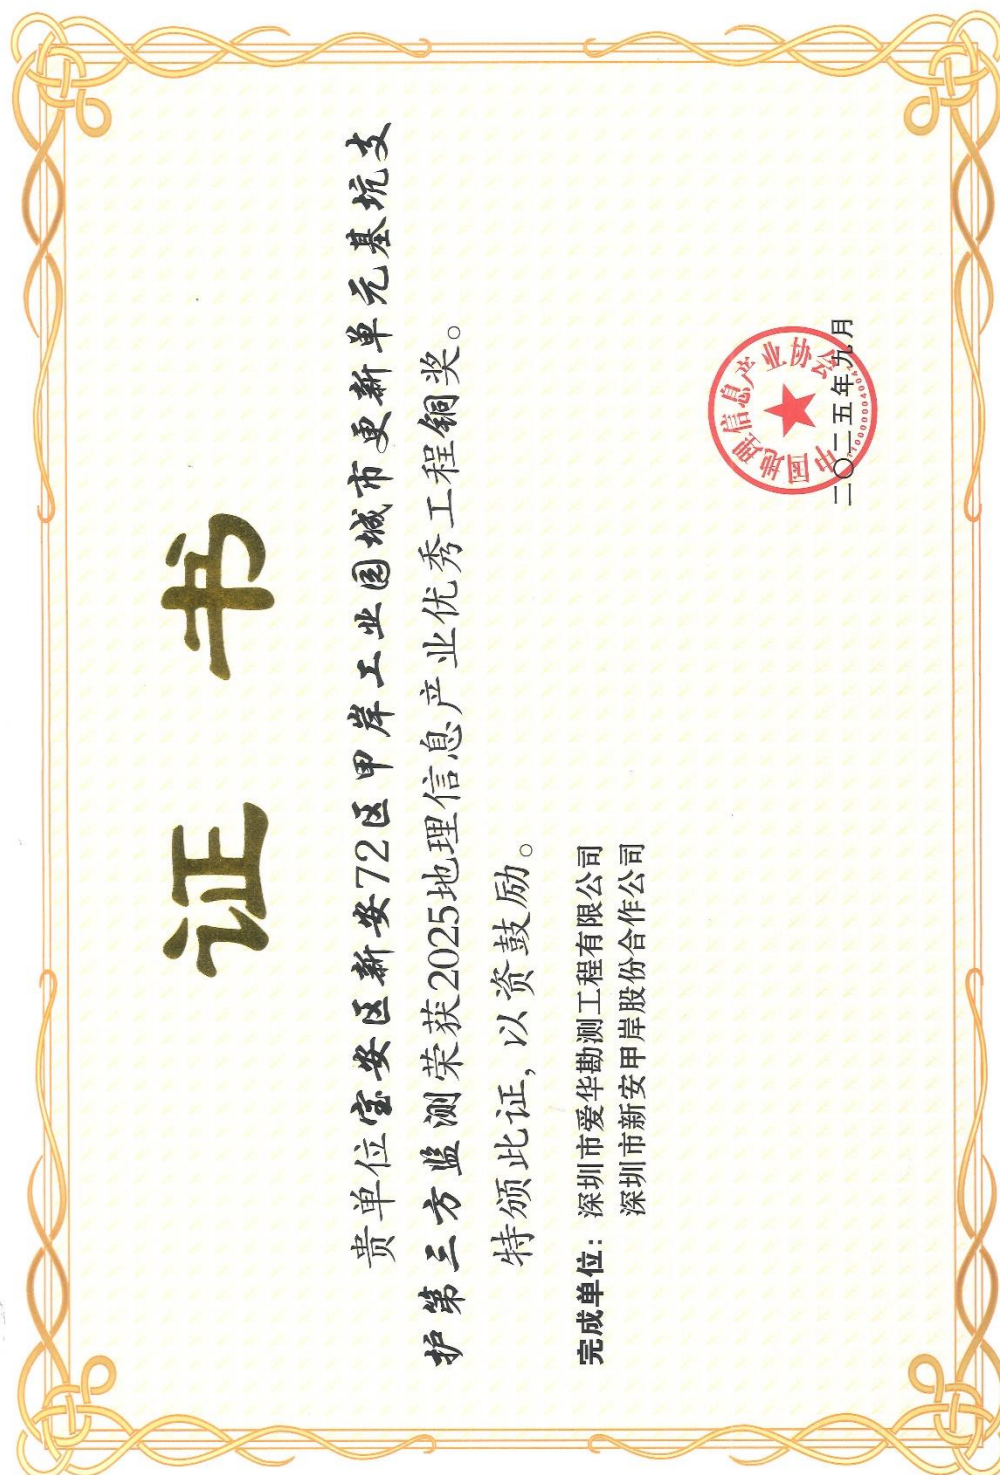 证 书
贵单位宝安区新安72区甲岸工业园城市更新单元基坑支
护第三方监测荣获2025地理信息产业优秀工程铜奖。
特颁此证，以资鼓励。
完成单位：深圳市爱华勘测工程有限公司
深圳市新安甲岸股份合作公司
中国地理信息产业协会
二〇二五年九月